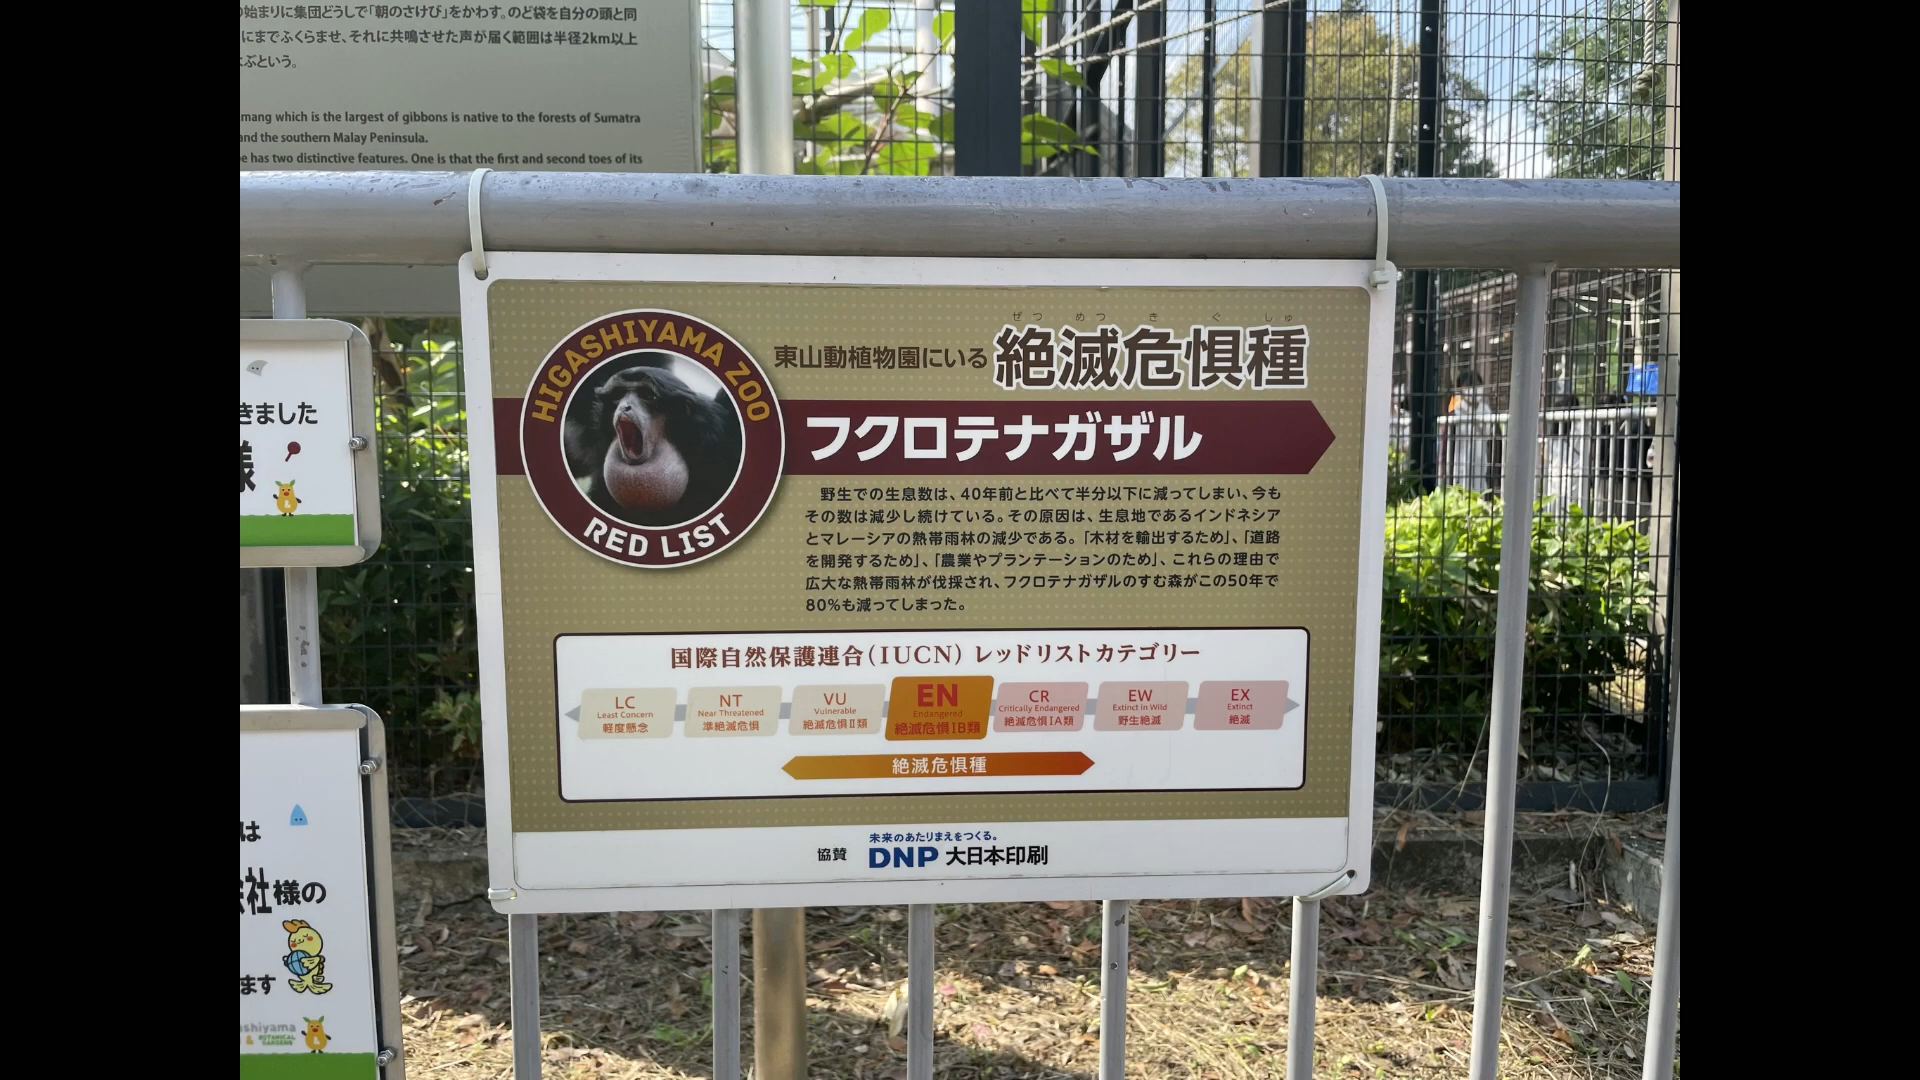 始まりに集団どうしで「朝のさけび」をかわす。のど袋を自分の頭と同
にまでふくらませ、それに共鳴させた声が届く範囲は半径2km以上
ぶという。
mang which is the largest of gibbons is native to the forests of Sumatra
and the southern Malay Peninsula.
e has two distinctive features. One is that the first and second toes of its
きました
様
は
会社様の
ます
shiyama
& BOTANICAL
GARDENS
HIGASHIYAMA ZOO
RED LIST
ぜつ めつ き ぐ しゅ
東山動植物園にいる絶滅危惧種
フクロテナガザル
野生での生息数は、40年前と比べて半分以下に減ってしまい、今も
その数は減少し続けている。その原因は、生息地であるインドネシア
とマレーシアの熱帯雨林の減少である。「木材を輸出するため」、「道路
を開発するため」、「農業やプランテーションのため」、これらの理由で
広大な熱帯雨林が伐採され、フクロテナガザルのすむ森がこの50年で
80%も減ってしまった。
国際自然保護連合(IUCN)レッドリストカテゴリー
LC
Least Concern
軽度懸念
NT
Near Threatened
準絶滅危惧
VU
Vulnerable
絶滅危惧Ⅱ類
EN
Endangered
絶滅危惧ⅠB類
CR
Critically Endangered
絶滅危惧ⅠA類
EW
Extinct in Wild
野生絶滅
EX
Extinct
絶滅
絶滅危惧種
未来のあたりまえをつくる。
協賛 DNP 大日本印刷